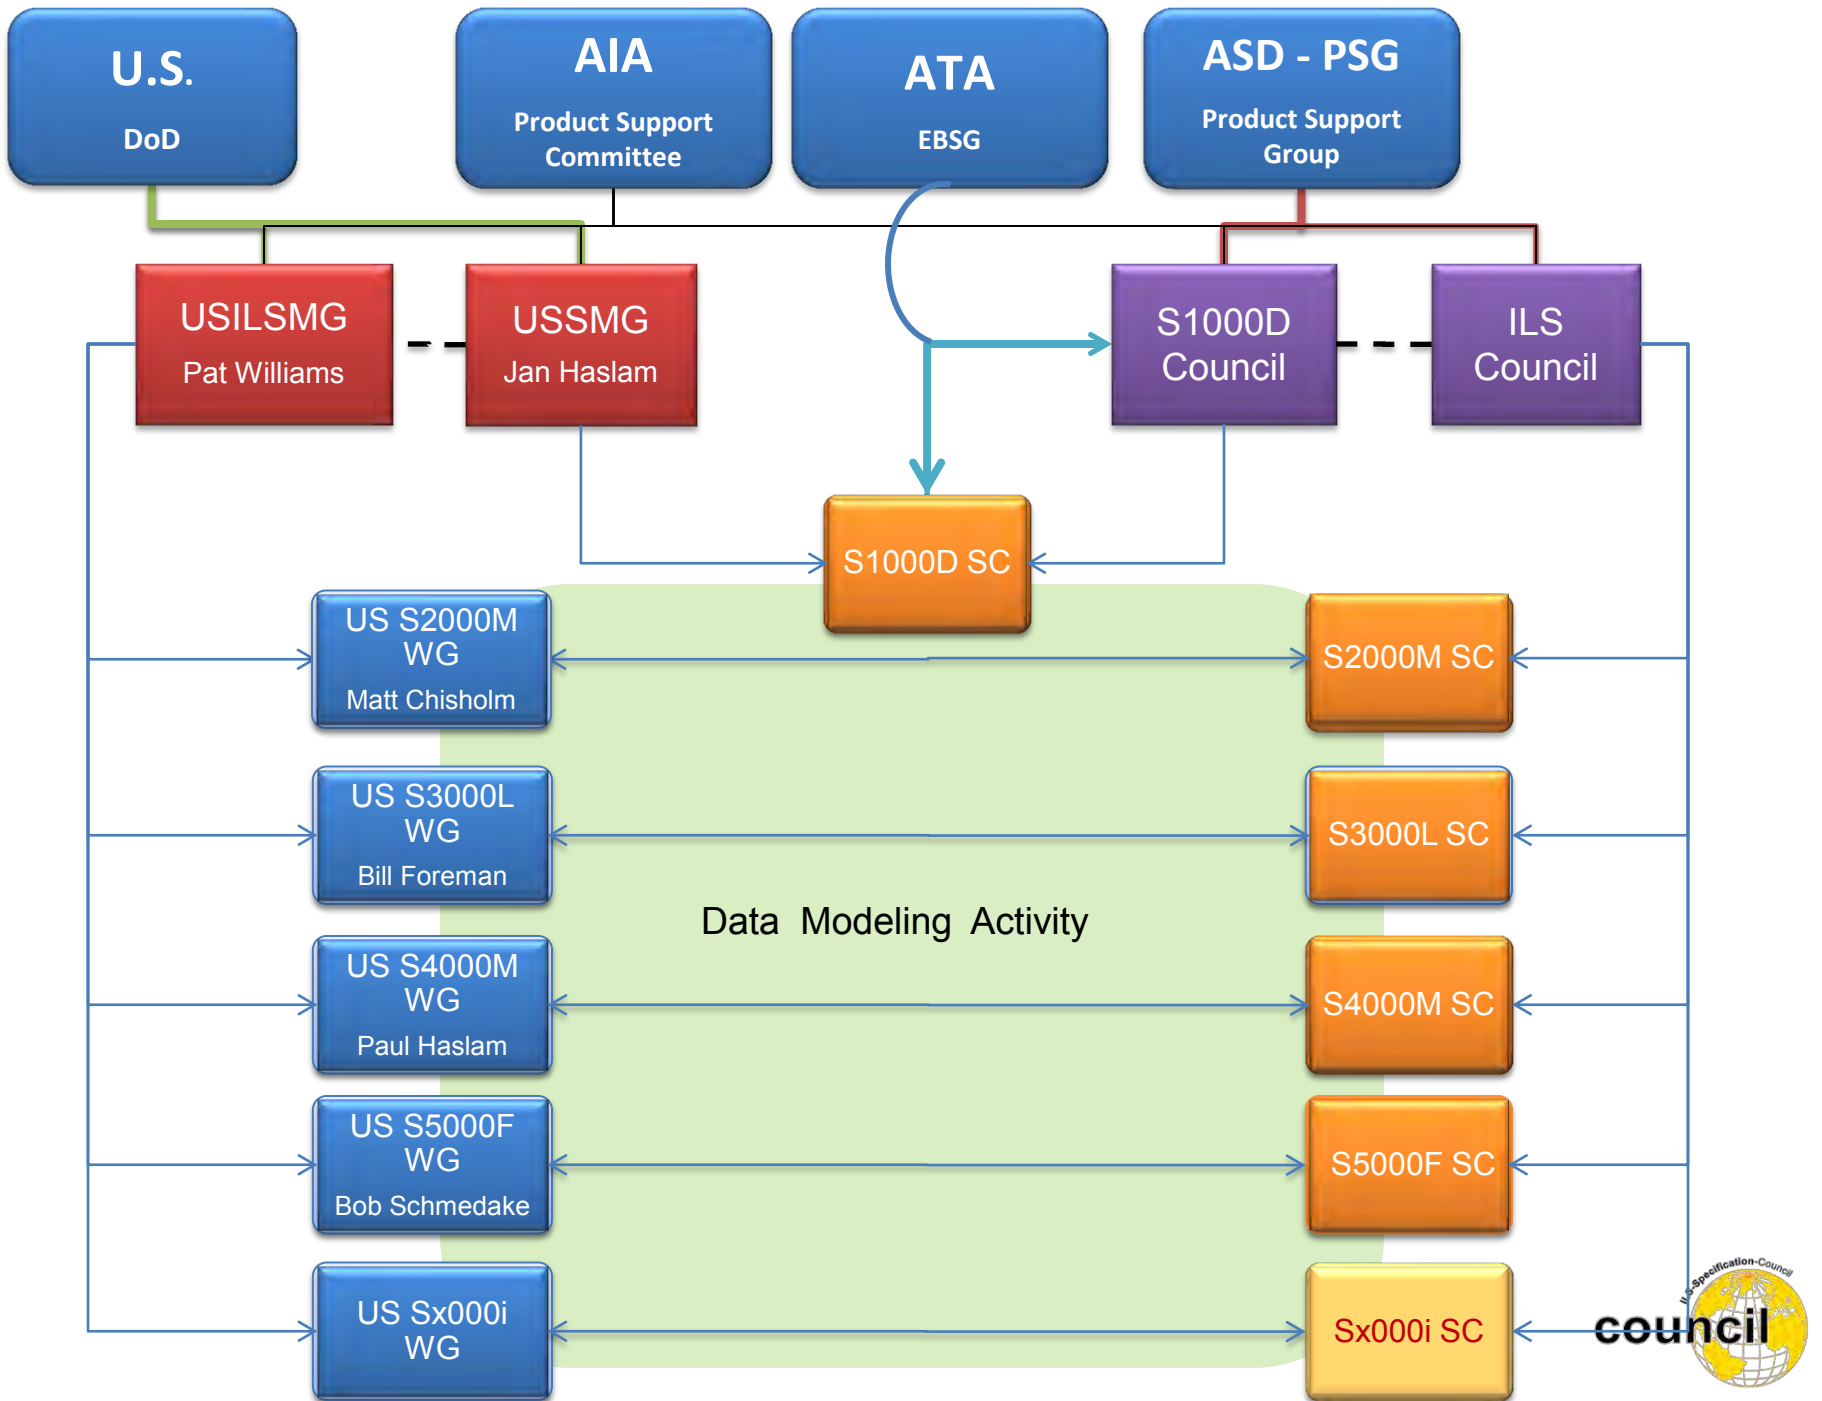 U.S.
DoD
AIA
Product Support
Committee
ATA
EBSG
ASD - PSG
Product Support
Group
USILSMG
Pat Williams
USSMG
Jan Haslam
S1000D
Council
ILS
Council
S1000D SC
US S2000M
WG
Matt Chisholm
S2000M SC
US S3000L
WG
Bill Foreman
S3000L SC
Data Modeling Activity
US S4000M
WG
Paul Haslam
S4000M SC
US S5000F
WG
Bob Schmedake
S5000F SC
US Sx000i
WG
Sx000i SC
ILS-Specification-Council
council